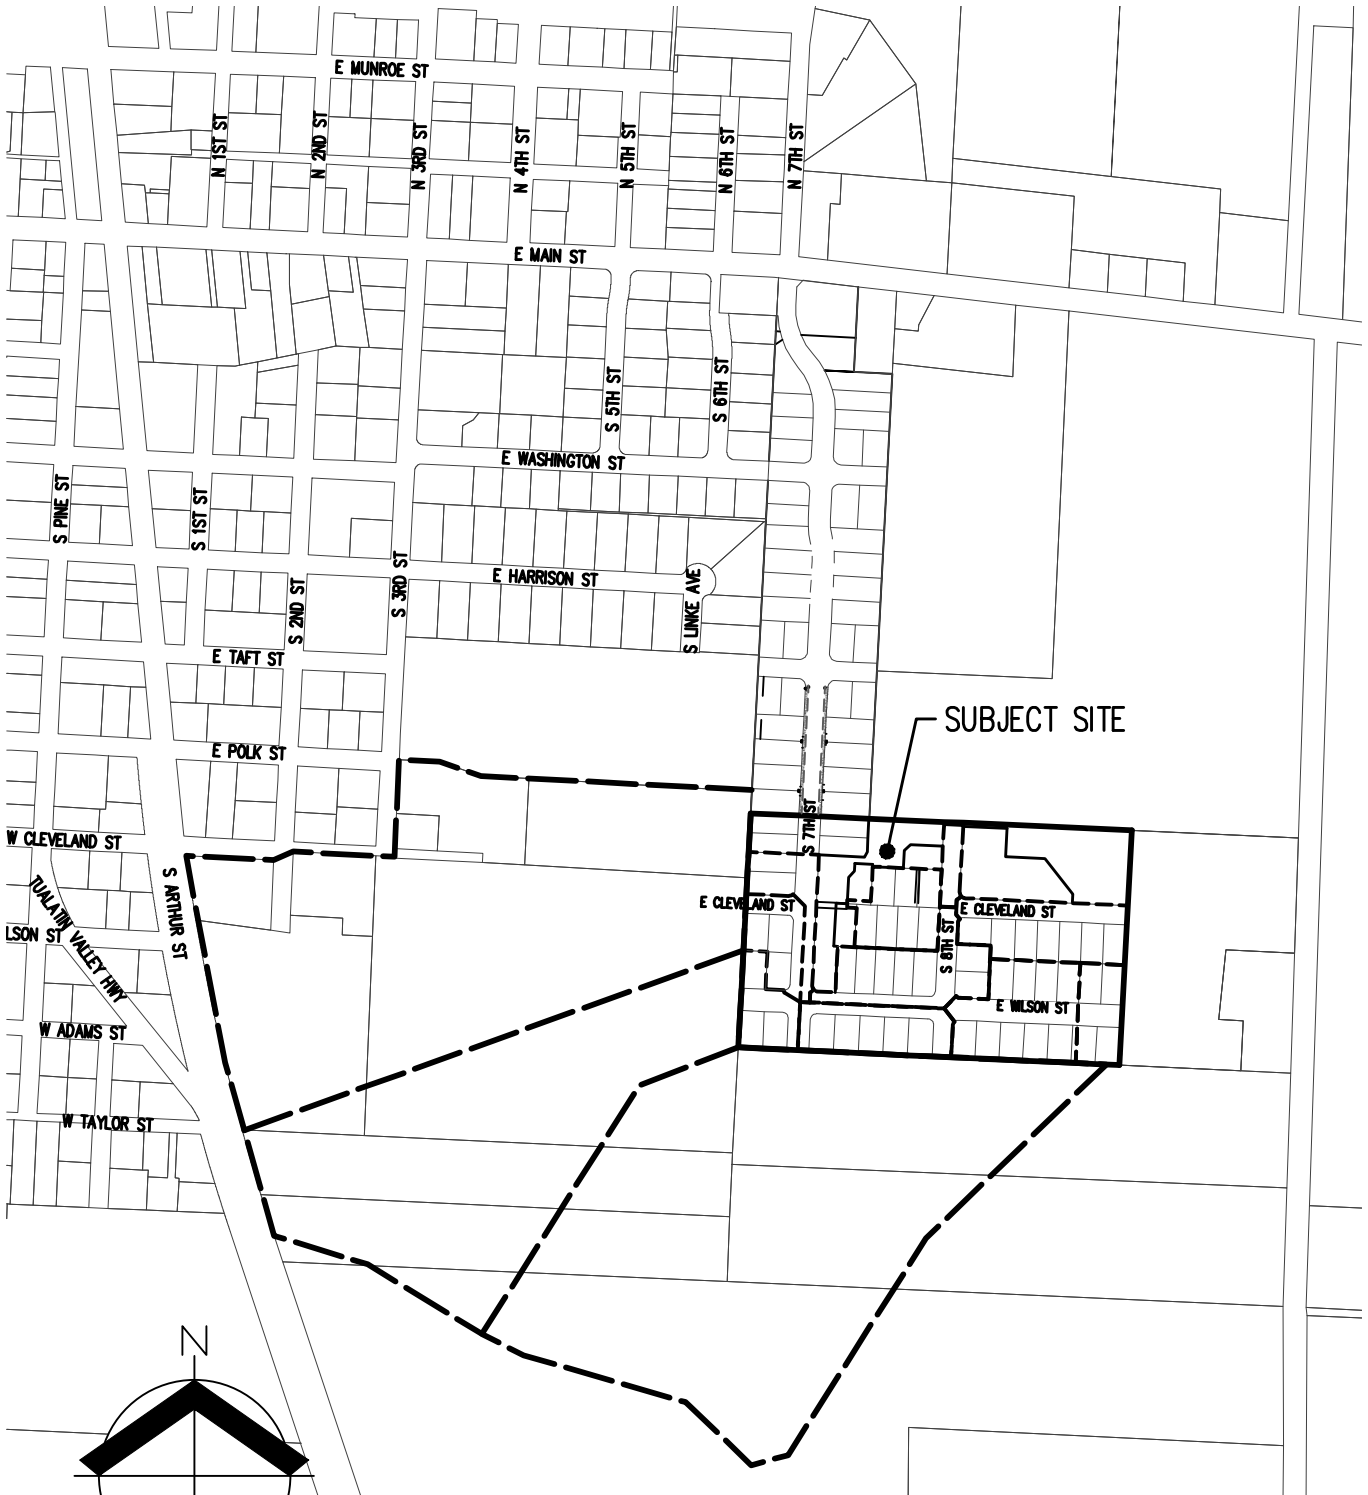 E MUNROE ST
N 1ST ST
N 2ND ST
N 3RD ST
N 4TH ST
N 5TH ST
N 6TH ST
N 7TH ST
E MAIN ST
S 5TH ST
S 6TH ST
E WASHINGTON ST
S PINE ST
S 1ST ST
S 2ND ST
S 3RD ST
E HARRISON ST
S LINKE AVE
E TAFT ST
SUBJECT SITE
E POLK ST
S 7TH ST
W CLEVELAND ST
S ARTHUR ST
TUALATIN VALLEY HWY
E CLEVELAND ST
E CLEVELAND ST
LSON ST
S 8TH ST
E WILSON ST
W ADAMS ST
W TAYLOR ST
N